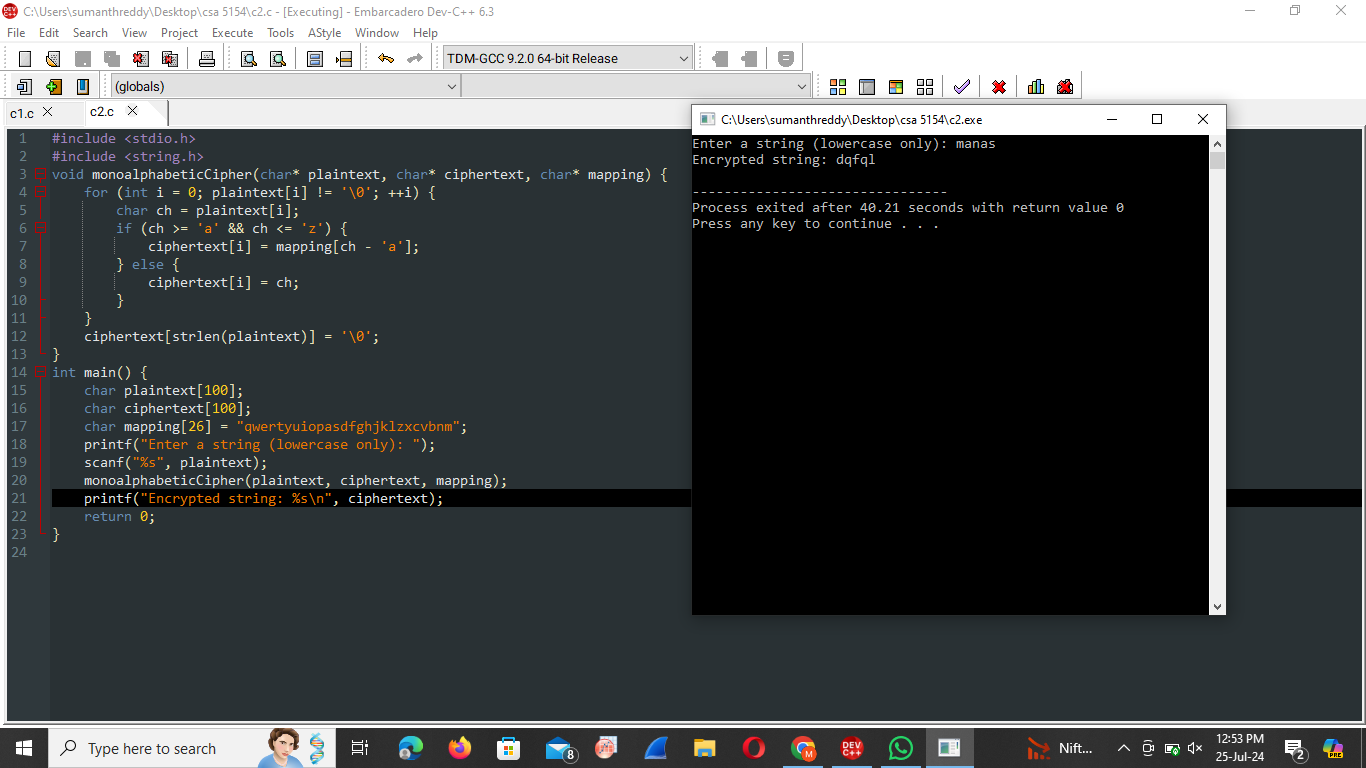 C:\Users\sumanthreddy\Desktop\csa 5154\c2.c - [Executing] - Embarcadero Dev-C++ 6.3
File Edit Search View Project Execute Tools AStyle Window Help
TDM-GCC 9.2.0 64-bit Release
(globals)
c1.c c2.c
1 #include <stdio.h>
2 #include <string.h>
3 void monoalphabeticCipher(char* plaintext, char* ciphertext, char* mapping) {
4 for (int i = 0; plaintext[i] != '\0'; ++i) {
5 char ch = plaintext[i];
6 if (ch >= 'a' && ch <= 'z') {
7 ciphertext[i] = mapping[ch - 'a'];
8 } else {
9 ciphertext[i] = ch;
10 }
11 }
12 ciphertext[strlen(plaintext)] = '\0';
13 }
14 int main() {
15 char plaintext[100];
16 char ciphertext[100];
17 char mapping[26] = "qwertyuiopasdfghjklzxcvbnm";
18 printf("Enter a string (lowercase only): ");
19 scanf("%s", plaintext);
20 monoalphabeticCipher(plaintext, ciphertext, mapping);
21 printf("Encrypted string: %s\n", ciphertext);
22 return 0;
23 }
24
C:\Users\sumanthreddy\Desktop\csa 5154\c2.exe
Enter a string (lowercase only): manas
Encrypted string: dqfql
--------------------------------
Process exited after 40.21 seconds with return value 0
Press any key to continue . . .
Type here to search
8
M
DEV C++
Nift...
12:53 PM
25-Jul-24
2
PRE